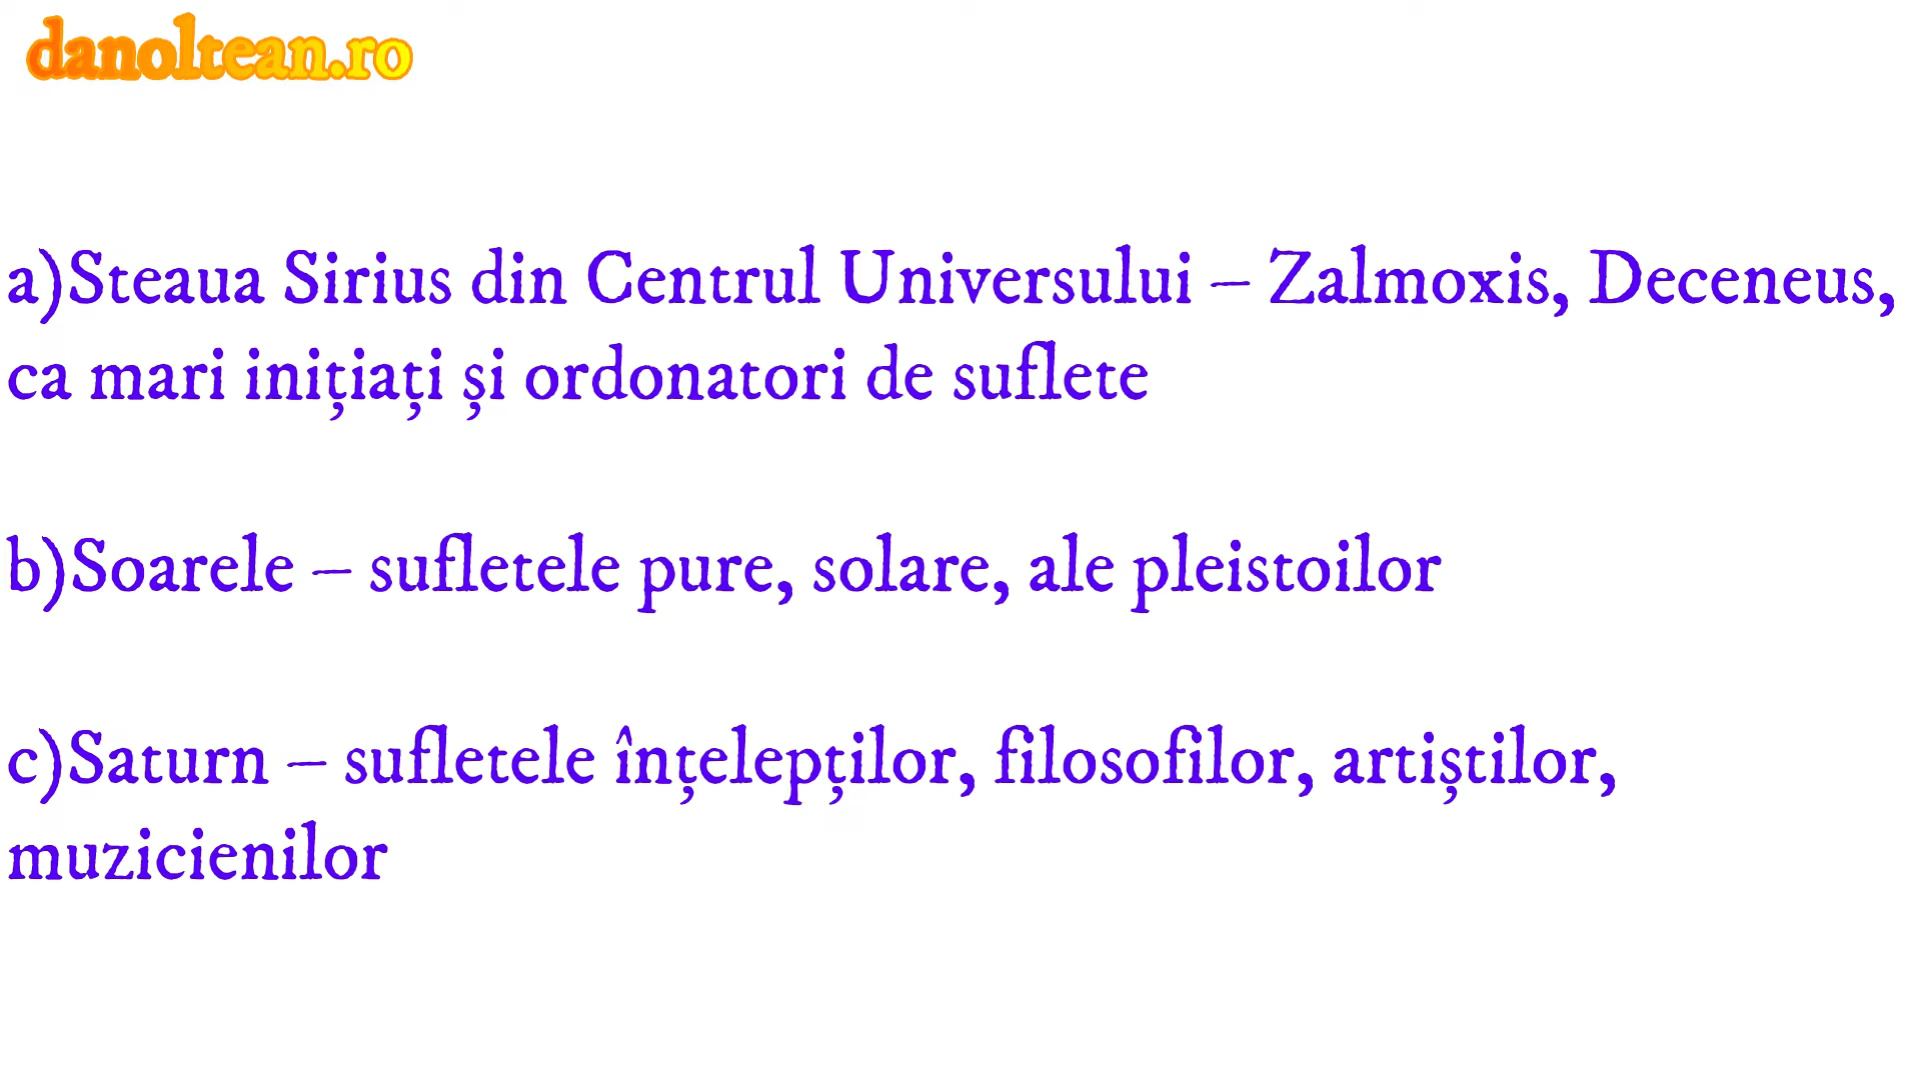 danoltean.ro
a)Steaua Sirius din Centrul Universului – Zalmoxis, Deceneus,
ca mari inițiați și ordonatori de suflete
b)Soarele – sufletele pure, solare, ale pleistoilor
c)Saturn – sufletele înțelepților, filosofilor, artiștilor,
muzicienilor